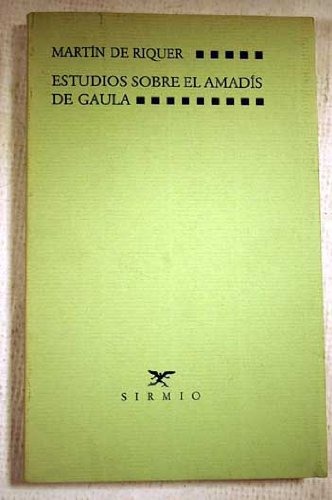 MARTÍN DE RIQUER
ESTUDIOS SOBRE EL AMADÍS
DE GAULA
SIRMIO